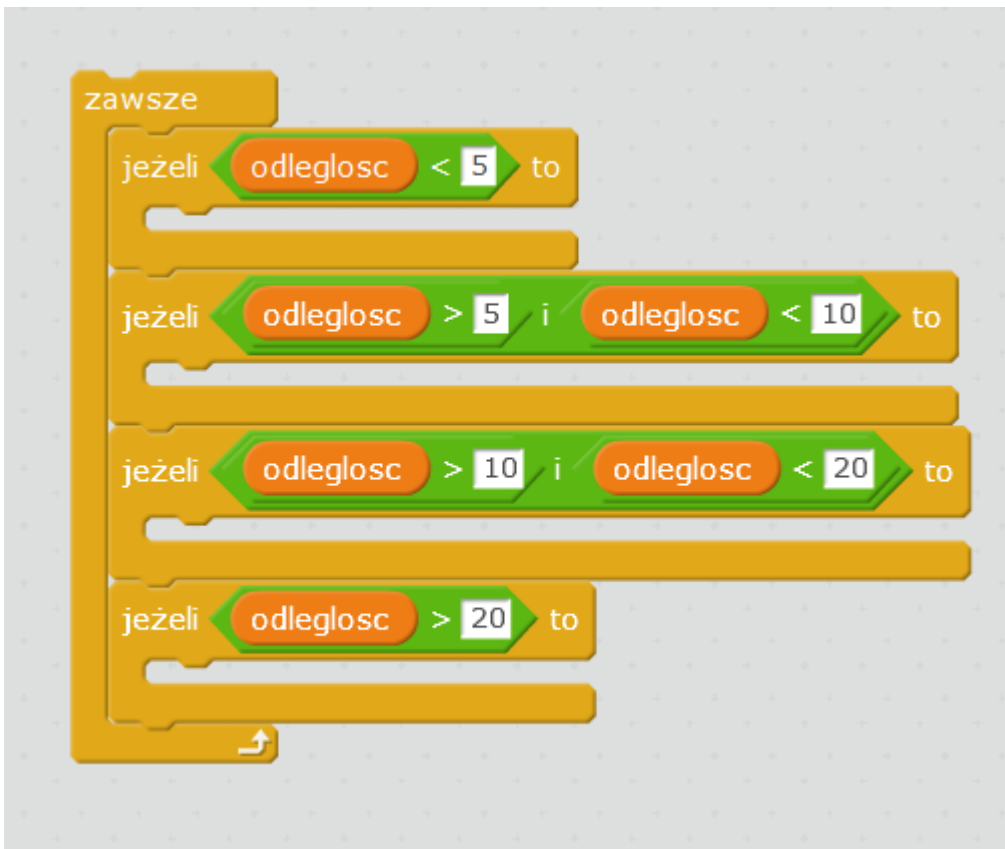 zawsze
jeżeli odleglosc < 5 to
jeżeli odleglosc > 5 i odleglosc < 10 to
jeżeli odleglosc > 10 i odleglosc < 20 to
jeżeli odleglosc > 20 to